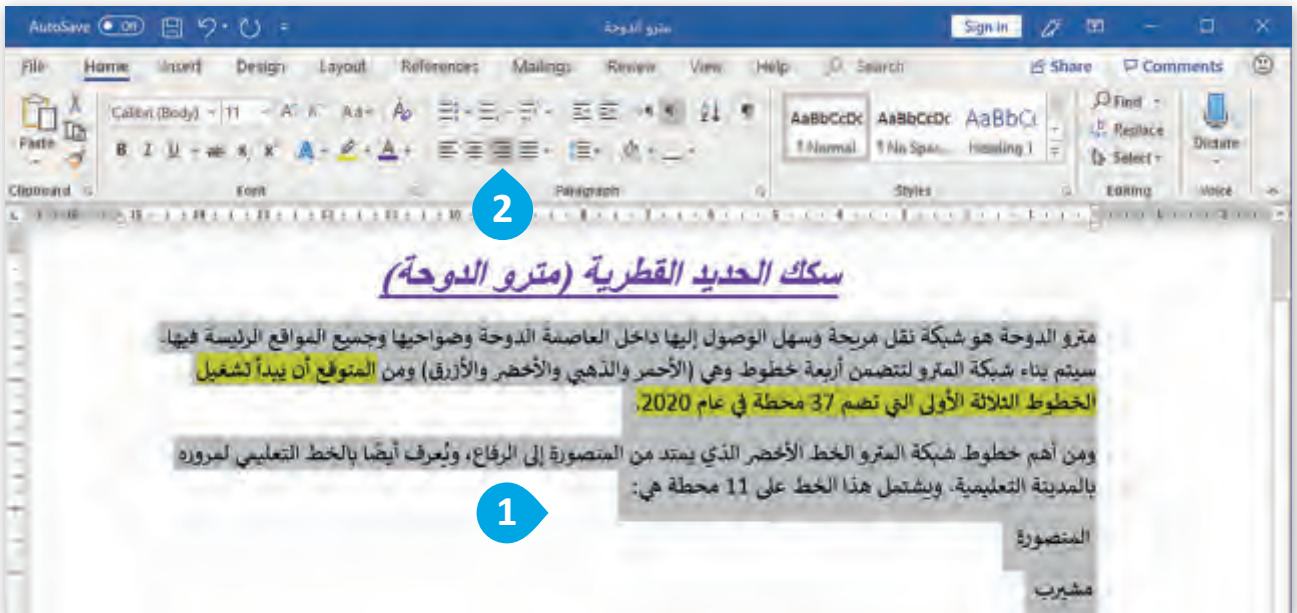 AutoSave Off مترو الدوحة Sign in
File Home Insert Design Layout References Mailings Review View Help Search Share Comments
Paste Calibri (Body) 11 Aa AaBbCcDc AaBbCcDc AaBbCc Find
B I U ab x x A A ¶ Normal ¶ No Spac... Heading 1 Replace
Select Dictate
Clipboard Font Paragraph Styles Editing Voice
2
سكك الحديد القطرية (مترو الدوحة)
مترو الدوحة هو شبكة نقل مريحة وسهل الوصول إليها داخل العاصمة الدوحة وضواحيها وجميع المواقع الرئيسة فيها.
سيتم بناء شبكة المترو لتتضمن أربعة خطوط وهي (الأحمر والذهبي والأخضر والأزرق) ومن المتوقع أن يبدأ تشغيل
الخطوط الثلاثة الأولى التي تضم 37 محطة في عام 2020.
ومن أهم خطوط شبكة المترو الخط الأخضر الذي يمتد من المنصورة إلى الرفاع، ويُعرف أيضًا بالخط التعليمي لمروره
بالمدينة التعليمية. ويشتمل هذا الخط على 11 محطة هي:
1
المنصورة
مشيرب